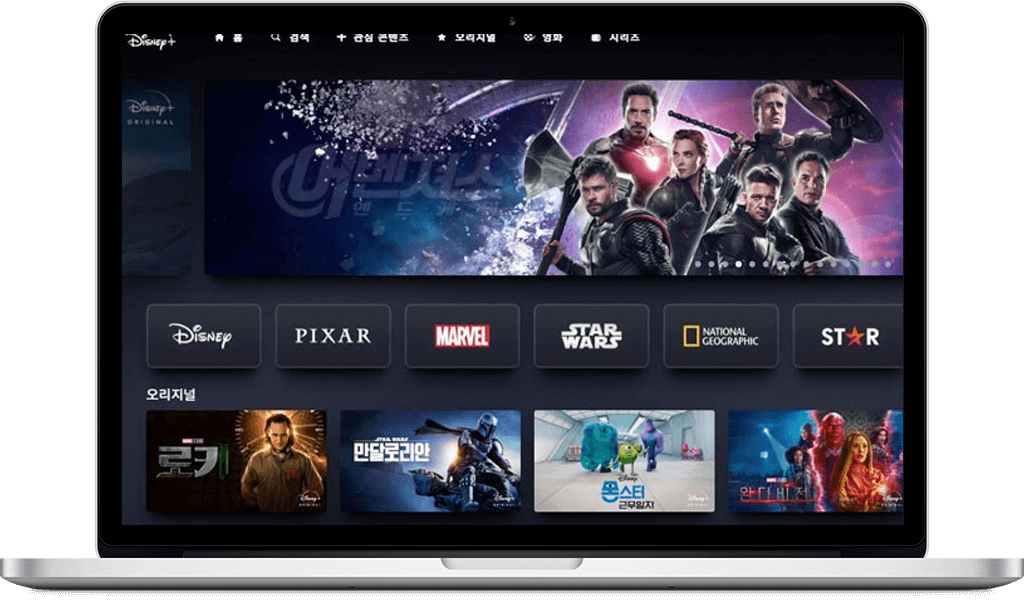 Disney+ 홈 검색 관심 콘텐츠 오리지널 영화 시리즈
Disney+
ORIGINAL
어벤져스
엔드게임
Disney PIXAR MARVEL STAR WARS NATIONAL GEOGRAPHIC STAR
오리지널
로키
Disney+
STAR WARS
만달로리안
Disney+
Disney
몬스터
근무일지
Disney+
완다비전
Disney+